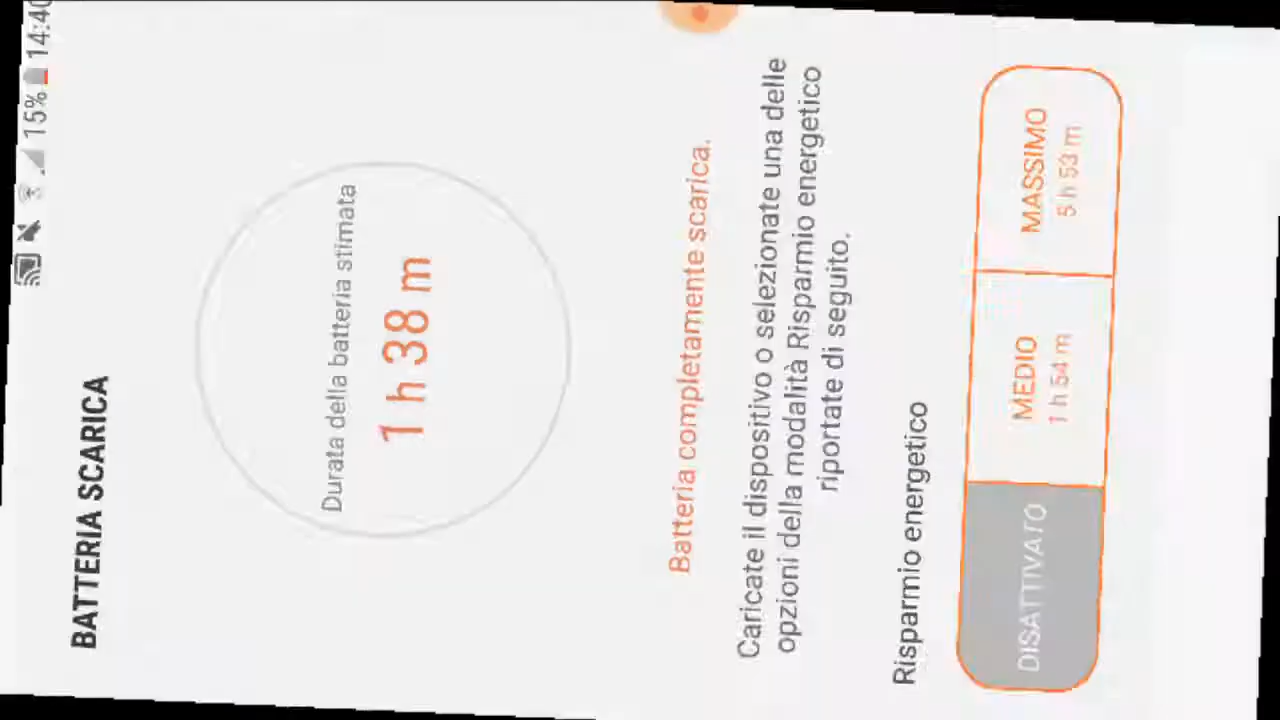 15% 14:40
BATTERIA SCARICA
Durata della batteria stimata
1 h 38 m
Batteria completamente scarica.
Caricate il dispositivo o selezionate una delle
opzioni della modalità Risparmio energetico
riportate di seguito.
Risparmio energetico
DISATTIVATO
MEDIO
1 h 54 m
MASSIMO
5 h 53 m